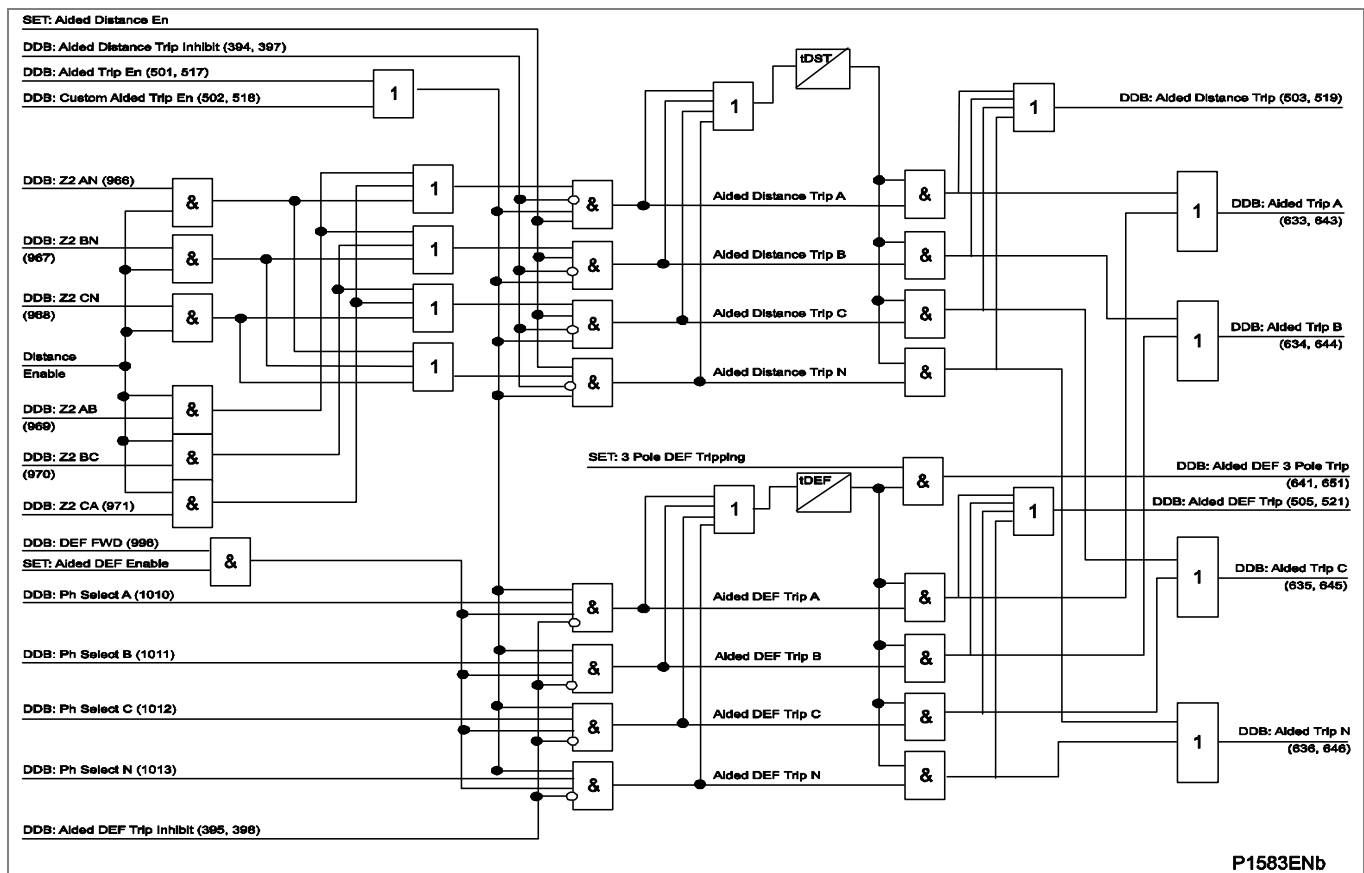 SET: Aided Distance En
DDB: Aided Distance Trip Inhibit (394, 397)
DDB: Aided Trip En (501, 517)
DDB: Custom Aided Trip En (502, 518)
1
tDST
1
1
DDB: Aided Distance Trip (503, 519)
DDB: Z2 AN (966)
&
1
&
Aided Distance Trip A
&
1
DDB: Aided Trip A
(633, 643)
DDB: Z2 BN
(967)
&
1
&
Aided Distance Trip B
&
DDB: Z2 CN
(968)
&
1
&
Aided Distance Trip C
&
1
DDB: Aided Trip B
(634, 644)
Distance
Enable
1
&
Aided Distance Trip N
&
DDB: Z2 AB
(969)
&
DDB: Z2 BC
(970)
&
DDB: Z2 CA (971)
&
SET: 3 Pole DEF Tripping
&
DDB: Aided DEF 3 Pole Trip
(641, 651)
tDEF
1
1
DDB: Aided DEF Trip (505, 521)
DDB: DEF FWD (996)
SET: Aided DEF Enable
&
DDB: Ph Select A (1010)
&
Aided DEF Trip A
&
1
DDB: Aided Trip C
(635, 645)
DDB: Ph Select B (1011)
&
Aided DEF Trip B
&
DDB: Ph Select C (1012)
&
Aided DEF Trip C
&
DDB: Ph Select N (1013)
&
Aided DEF Trip N
&
1
DDB: Aided Trip N
(636, 646)
DDB: Aided DEF Trip Inhibit (395, 398)
P1583ENb